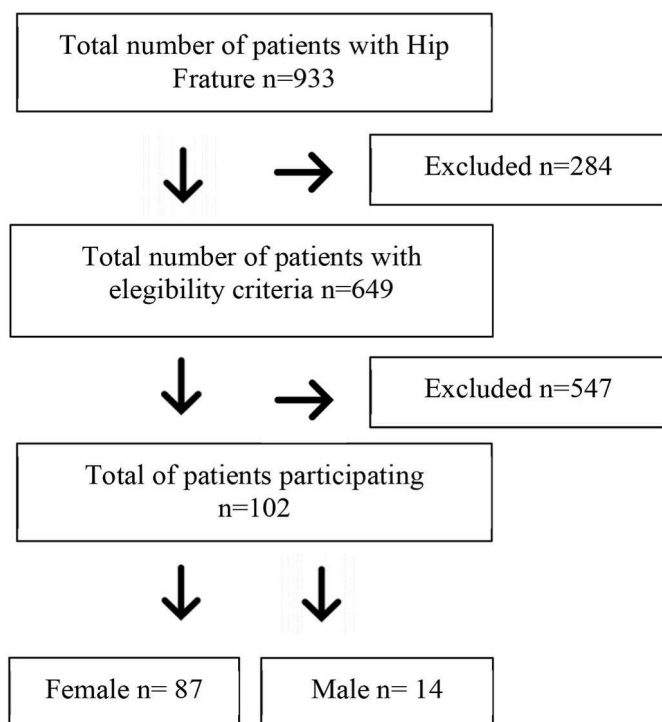 Total number of patients with Hip
Frature n=933
Excluded n=284
Total number of patients with
elegibility criteria n=649
Excluded n=547
Total of patients participating
n=102
Female n= 87
Male n= 14